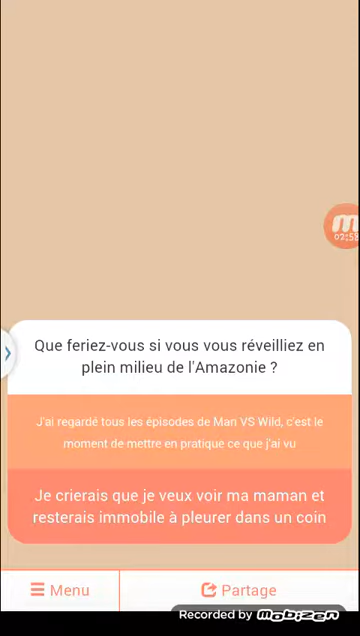 02:58
Que feriez-vous si vous vous réveilliez en
plein milieu de l'Amazonie ?
J'ai regardé tous les épisodes de Man VS Wild, c'est le
moment de mettre en pratique ce que j'ai vu
Je crierais que je veux voir ma maman et
resterais immobile à pleurer dans un coin
Menu
Partage
Recorded by mobizen